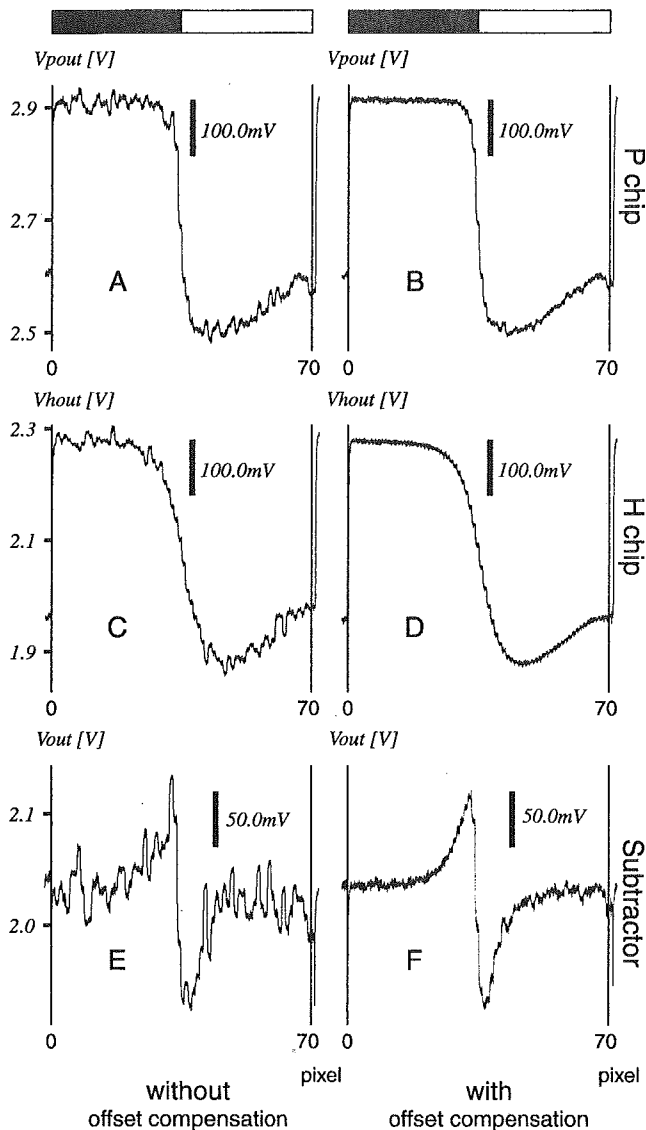 Vpout [V] Vpout [V]
2.9
100.0mV 100.0mV
P chip
2.7
A B
2.5
0 70 0 70
Vhout [V] Vhout [V]
2.3
100.0mV 100.0mV
H chip
2.1
C D
1.9
0 70 0 70
Vout [V] Vout [V]
2.1
50.0mV 50.0mV
Subtractor
2.0
E F
0 70 0 70
pixel pixel
without with
offset compensation offset compensation